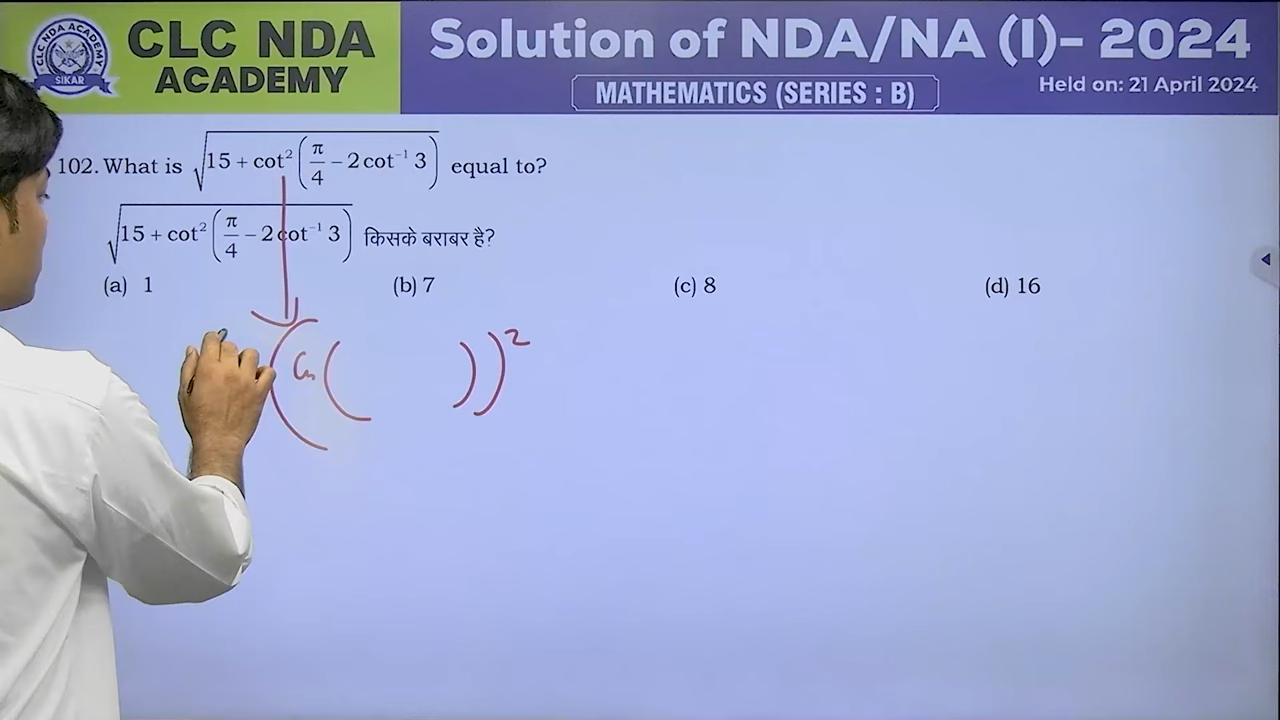 CLC NDA ACADEMY
SIKAR
CLC NDA
ACADEMY
Solution of NDA/NA (I)- 2024
MATHEMATICS (SERIES : B)
Held on: 21 April 2024
102. What is √(15 + cot²(π/4 − 2 cot⁻¹ 3)) equal to?
√(15 + cot²(π/4 − 2 cot⁻¹ 3)) किसके बराबर है?
(a) 1 (b) 7 (c) 8 (d) 16
( ( ))²